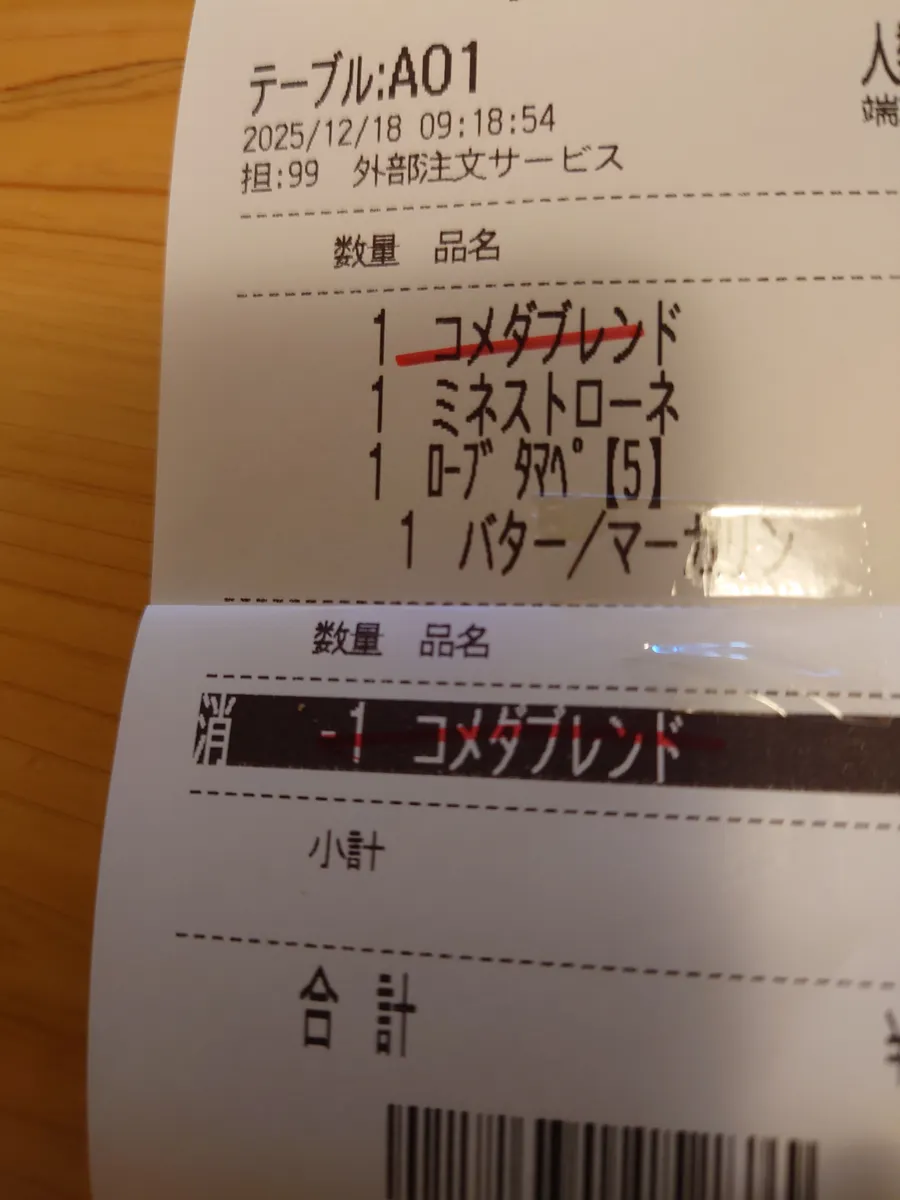 テーブル:A01
2025/12/18 09:18:54
担:99 外部注文サービス
数量 品名
1 コメダブレンド
1 ミネストローネ
1 ﾛｰﾌﾞ ﾀﾏﾍﾟ【5】
1 バター/マーガリン
数量 品名
消 -1 コメダブレンド
小計
合 計